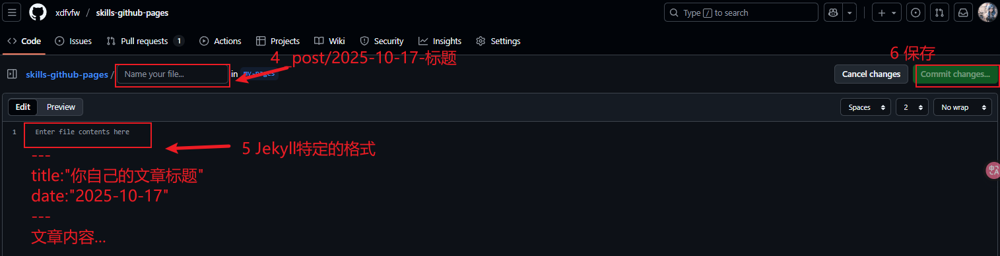 xdfvfw / skills-github-pages
Type / to search
Code Issues Pull requests 1 Actions Projects Wiki Security Insights Settings
4 _post/2025-10-17-标题
6 保存
skills-github-pages / Name your file... in my-pages
Cancel changes Commit changes...
Edit Preview
Spaces 2 No wrap
1 Enter file contents here
5 Jekyll特定的格式
---
title:"你自己的文章标题"
date:"2025-10-17"
---
文章内容...